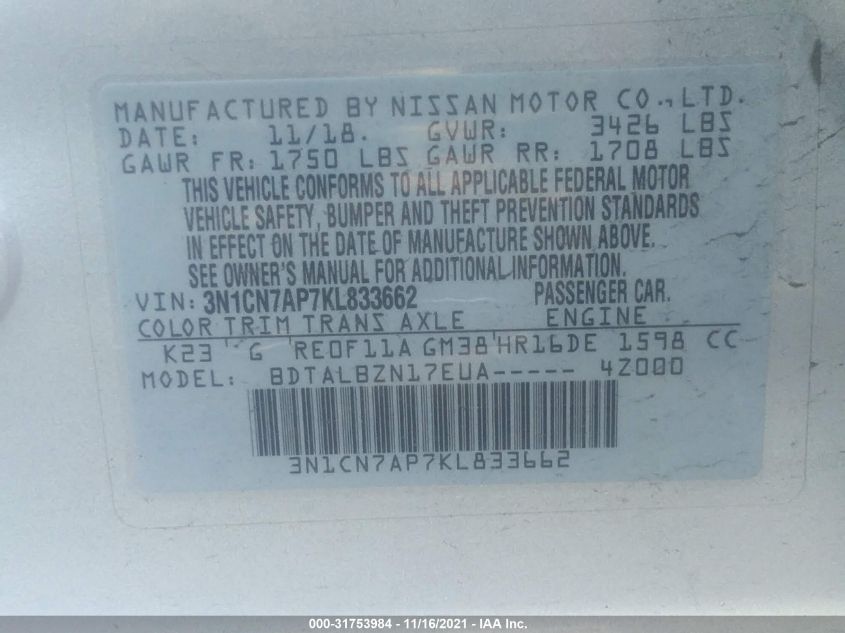 MANUFACTURED BY NISSAN MOTOR CO., LTD.
DATE: 11/18. GVWR: 3426 LBS
GAWR FR: 1750 LBS GAWR RR: 1708 LBS
THIS VEHICLE CONFORMS TO ALL APPLICABLE FEDERAL MOTOR
VEHICLE SAFETY, BUMPER AND THEFT PREVENTION STANDARDS
IN EFFECT ON THE DATE OF MANUFACTURE SHOWN ABOVE.
SEE OWNER'S MANUAL FOR ADDITIONAL INFORMATION.
VIN: 3N1CN7AP7KL833662 PASSENGER CAR.
COLOR TRIM TRANS AXLE ENGINE
K23 G RE0F11A GM38 HR16DE 1598 CC
MODEL: BDTALBZN17EUA----- 4Z000
3N1CN7AP7KL833662
000-31753984 - 11/16/2021 - IAA Inc.